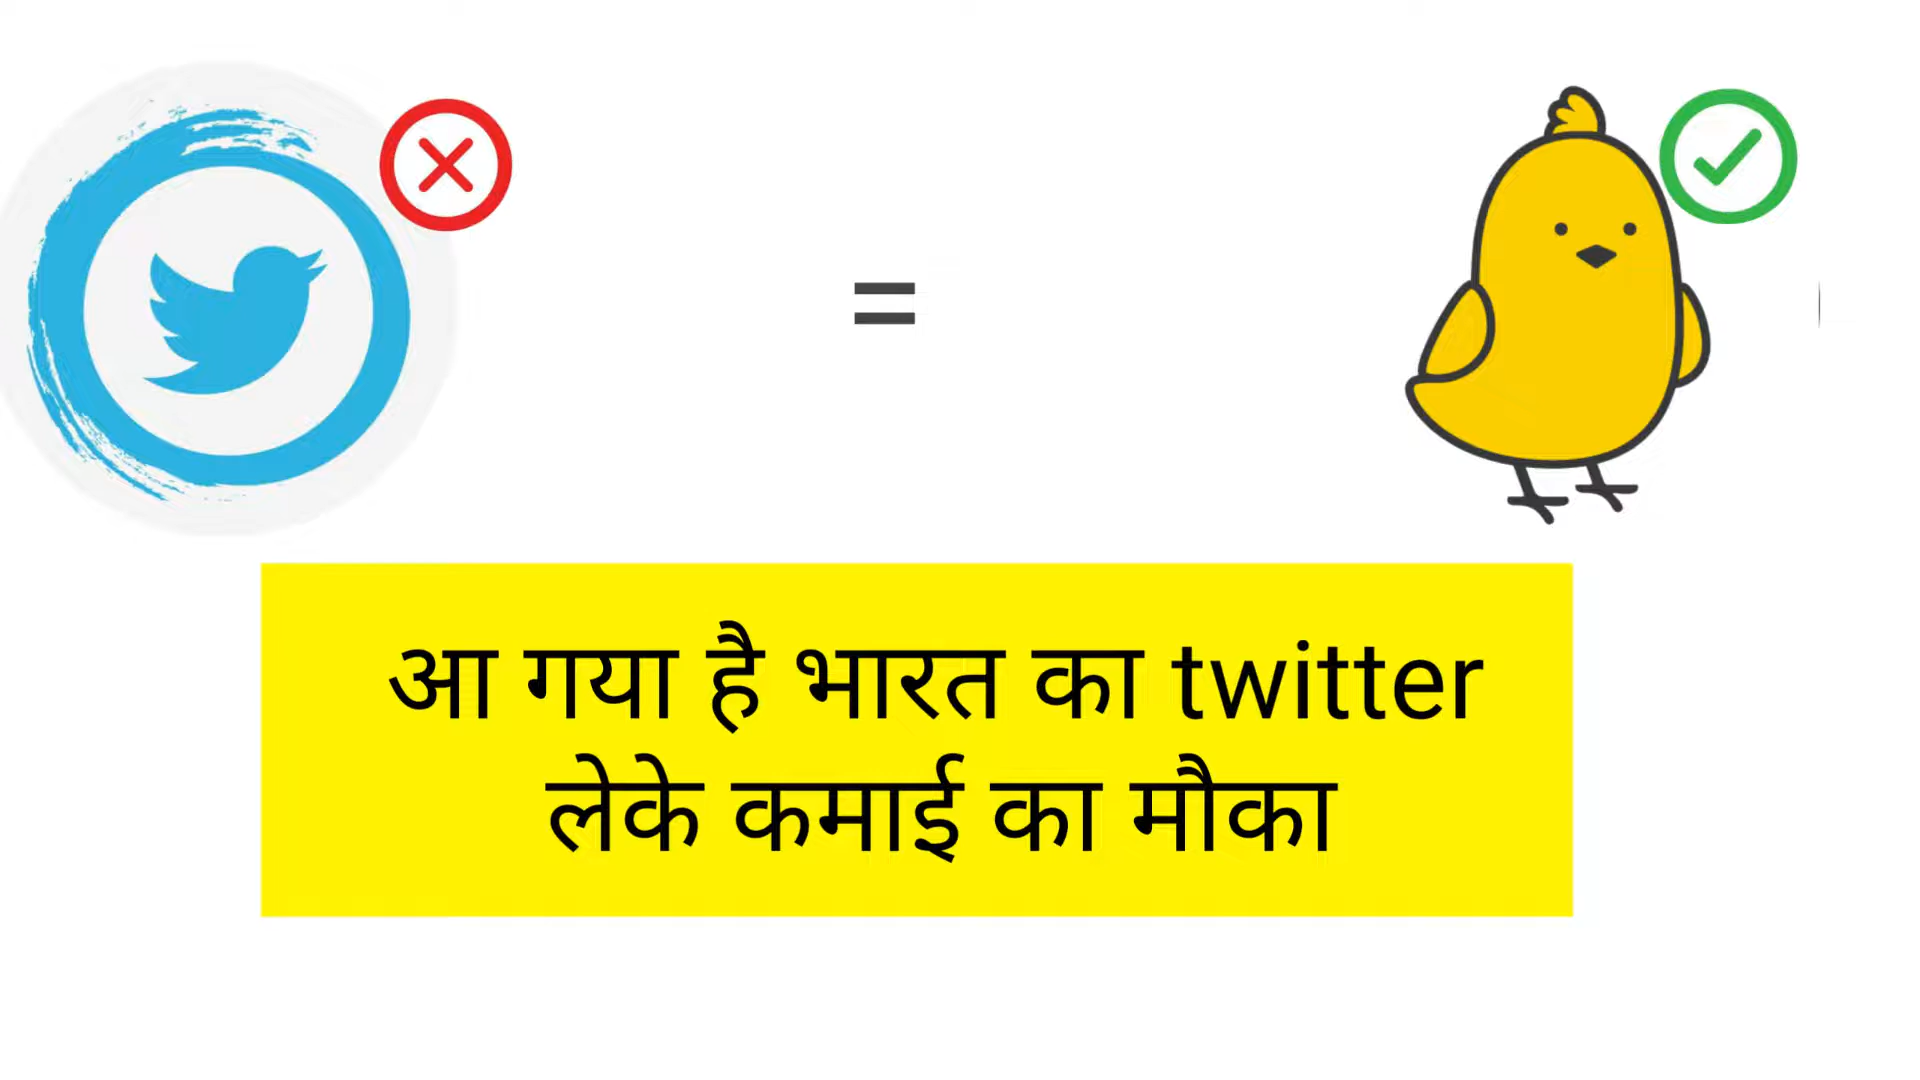 =
आ गया है भारत का twitter
लेके कमाई का मौका